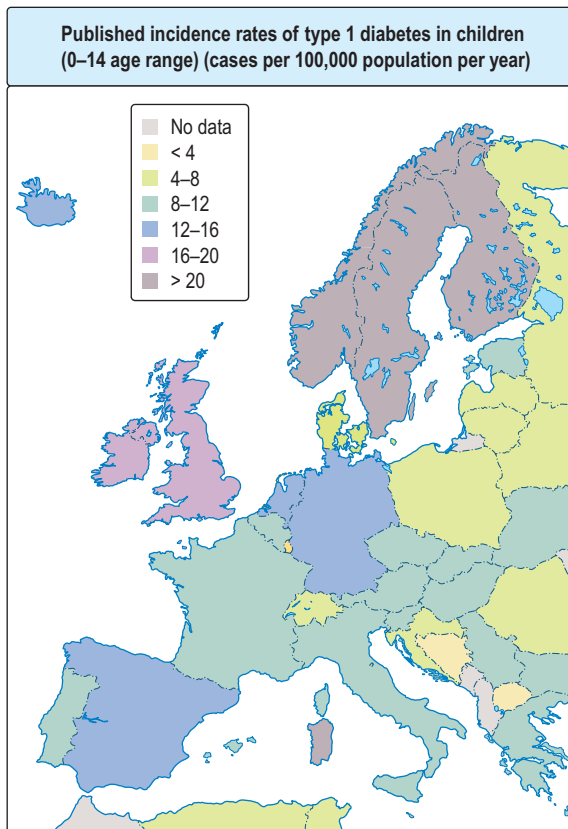 Published incidence rates of type 1 diabetes in children
(0–14 age range) (cases per 100,000 population per year)
No data
< 4
4–8
8–12
12–16
16–20
> 20